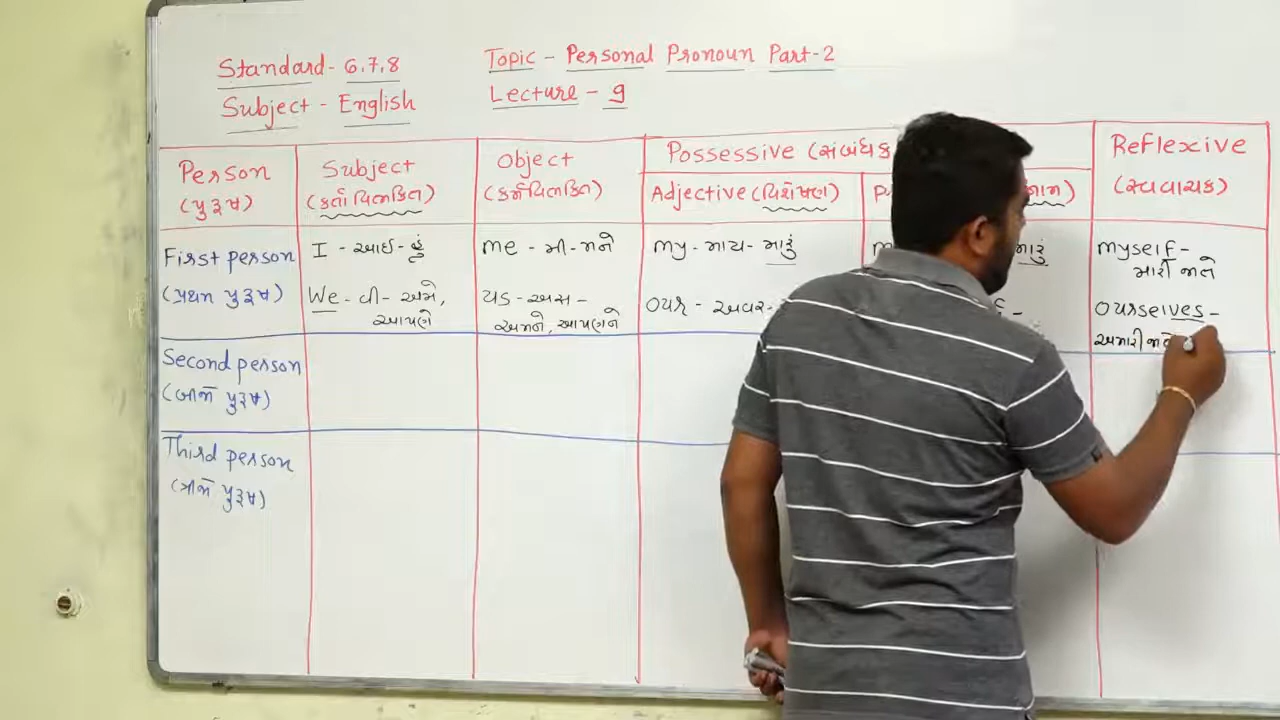 Standard - 6,7,8
Topic - Personal Pronoun Part-2
Subject - English
Lecture - 9
Person
(પુરૂષ)
Subject
(કર્તાવિભક્તિ)
Object
(કર્મવિભક્તિ)
Possessive (સંબંધક
Adjective (વિશેષણ)
Reflexive
(સ્વવાચક)
First person
(પ્રથમ પુરૂષ)
I - આઈ - હું
me - મી - મને
my - માય - મારું
મારું
myself -
મારી જાતે
We - વી - અમે,
આપણે
us - અસ -
અમને, આપણને
our - અવર -
ourselves -
અમારી જાતે
Second person
(બીજો પુરૂષ)
Third person
(ત્રીજો પુરૂષ)